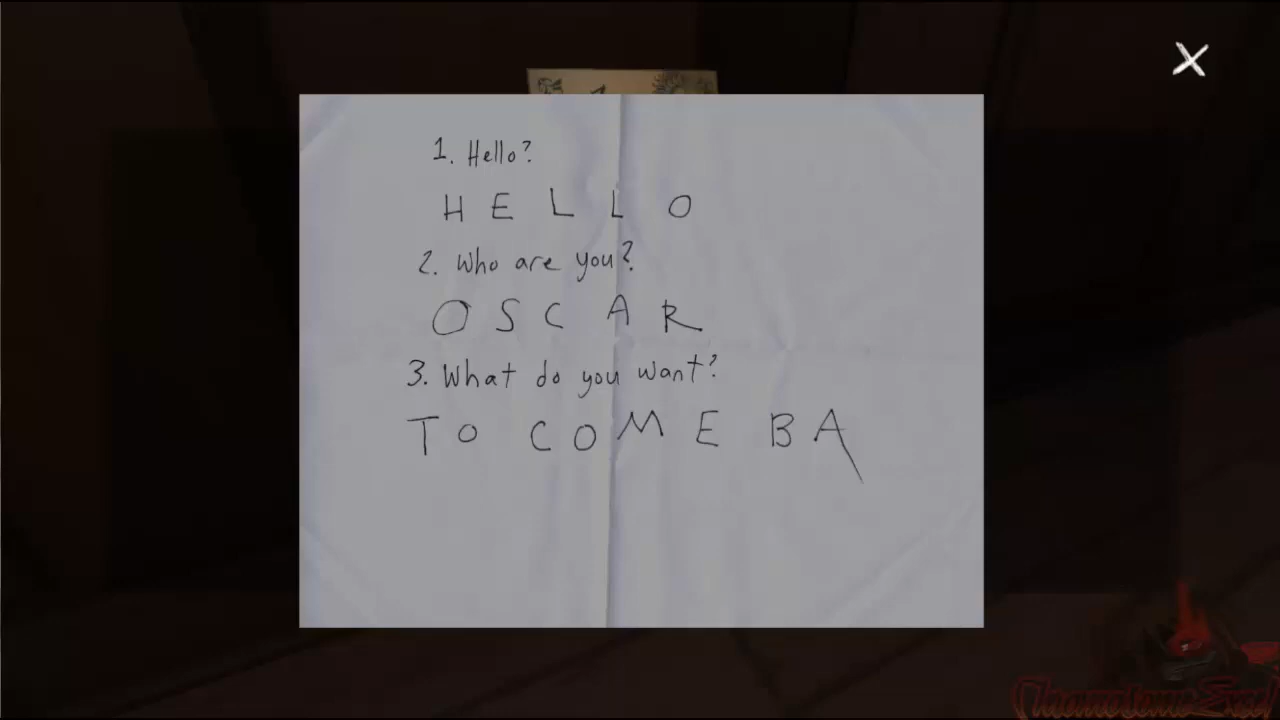 1. Hello?
H E L L O
2. Who are you?
O S C A R
3. What do you want?
T O C O M E B A